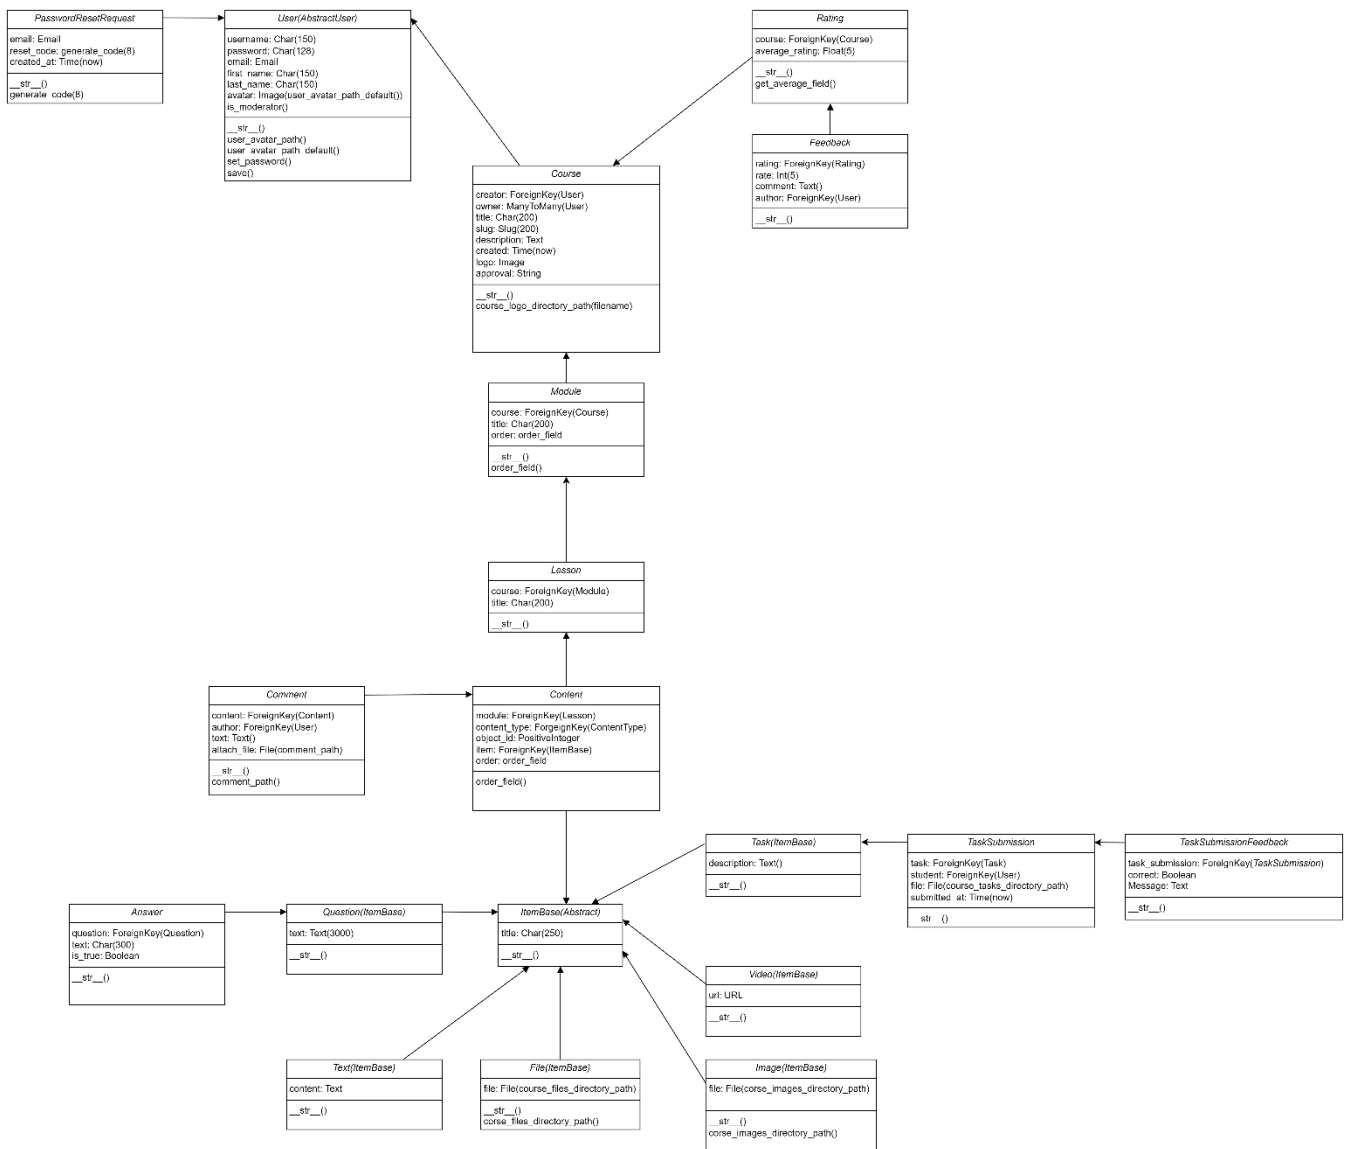 PasswordResetRequest
email: Email
reset_code: generate_code(8)
created_at: Time(now)
__str__()
generate_code(8)
User(AbstractUser)
username: Char(150)
password: Char(128)
email: Email
first_name: Char(150)
last_name: Char(150)
avatar: Image(user_avatar_path_default())
is_moderator()
__str__()
user_avatar_path()
user_avatar_path_default()
set_password()
save()
Rating
course: ForeignKey(Course)
average_rating: Float(5)
__str__()
get_average_field()
Feedback
rating: ForeignKey(Rating)
rate: Int(5)
comment: Text()
author: ForeignKey(User)
__str__()
Course
creator: ForeignKey(User)
owner: ManyToMany(User)
title: Char(200)
slug: Slug(200)
description: Text
created: Time(now)
logo: Image
approval: String
__str__()
course_logo_directory_path(filename)
Module
course: ForeignKey(Course)
title: Char(200)
order: order_field
__str__()
order_field()
Lesson
course: ForeignKey(Module)
title: Char(200)
__str__()
Comment
content: ForeignKey(Content)
author: ForeignKey(User)
text: Text()
attach_file: File(comment_path)
__str__()
comment_path()
Content
module: ForeignKey(Lesson)
content_type: ForgeignKey(ContentType)
object_id: PositiveInteger
item: ForeignKey(ItemBase)
order: order_field
order_field()
Task(ItemBase)
description: Text()
__str__()
TaskSubmission
task: ForeignKey(Task)
student: ForeignKey(User)
file: File(course_tasks_directory_path)
submitted_at: Time(now)
__str__()
TaskSubmissionFeedback
task_submission: ForeignKey(TaskSubmission)
correct: Boolean
Message: Text
__str__()
Answer
question: ForeignKey(Question)
text: Char(300)
is_true: Boolean
__str__()
Question(ItemBase)
text: Text(3000)
__str__()
ItemBase(Abstract)
title: Char(250)
__str__()
Video(ItemBase)
url: URL
__str__()
Text(ItemBase)
content: Text
__str__()
File(ItemBase)
file: File(course_files_directory_path)
__str__()
corse_files_directory_path()
Image(ItemBase)
file: File(corse_images_directory_path)
__str__()
corse_images_directory_path()